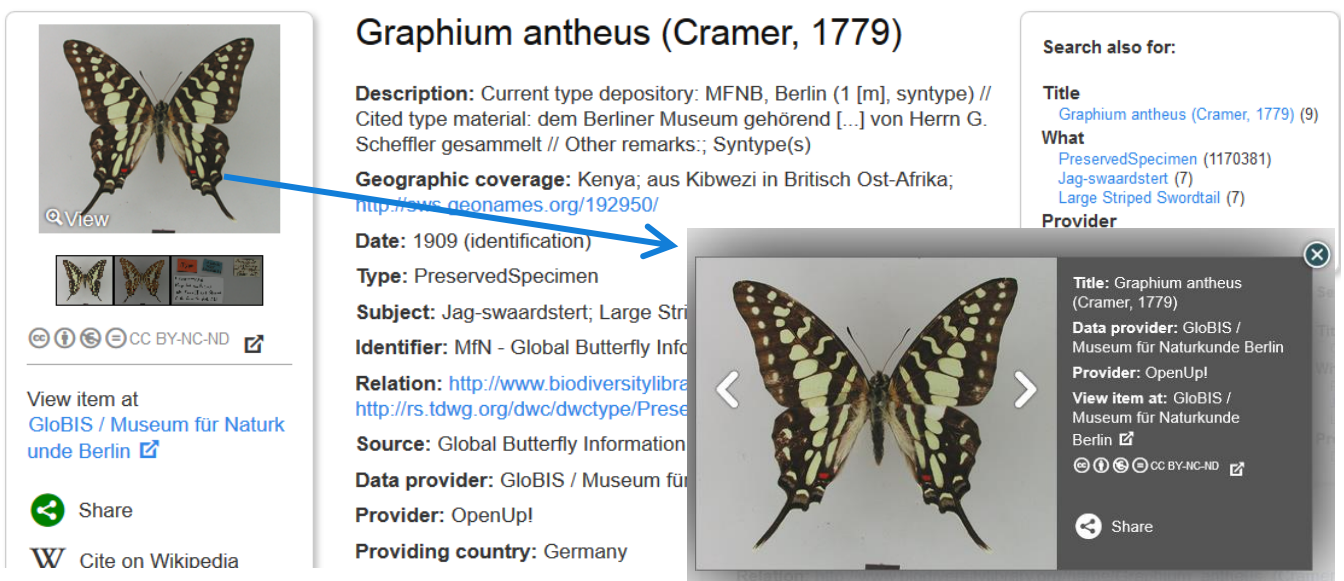 View
CC BY-NC-ND
View item at
GloBIS / Museum für Naturk
unde Berlin
Share
Cite on Wikipedia
Graphium antheus (Cramer, 1779)
Description: Current type depository: MFNB, Berlin (1 [m], syntype) //
Cited type material: dem Berliner Museum gehörend [...] von Herrn G.
Scheffler gesammelt // Other remarks:; Syntype(s)
Geographic coverage: Kenya; aus Kibwezi in Britisch Ost-Afrika;
http://sws.geonames.org/192950/
Date: 1909 (identification)
Type: PreservedSpecimen
Subject: Jag-swaardstert; Large Stri
Identifier: MfN - Global Butterfly Info
Relation: http://www.biodiversitylibra
http://rs.tdwg.org/dwc/dwctype/Prese
Source: Global Butterfly Information
Data provider: GloBIS / Museum für
Provider: OpenUp!
Providing country: Germany
Search also for:
Title
Graphium antheus (Cramer, 1779) (9)
What
PreservedSpecimen (1170381)
Jag-swaardstert (7)
Large Striped Swordtail (7)
Provider
Title: Graphium antheus
(Cramer, 1779)
Data provider: GloBIS /
Museum für Naturkunde Berlin
Provider: OpenUp!
View item at: GloBIS /
Museum für Naturkunde
Berlin
CC BY-NC-ND
Share